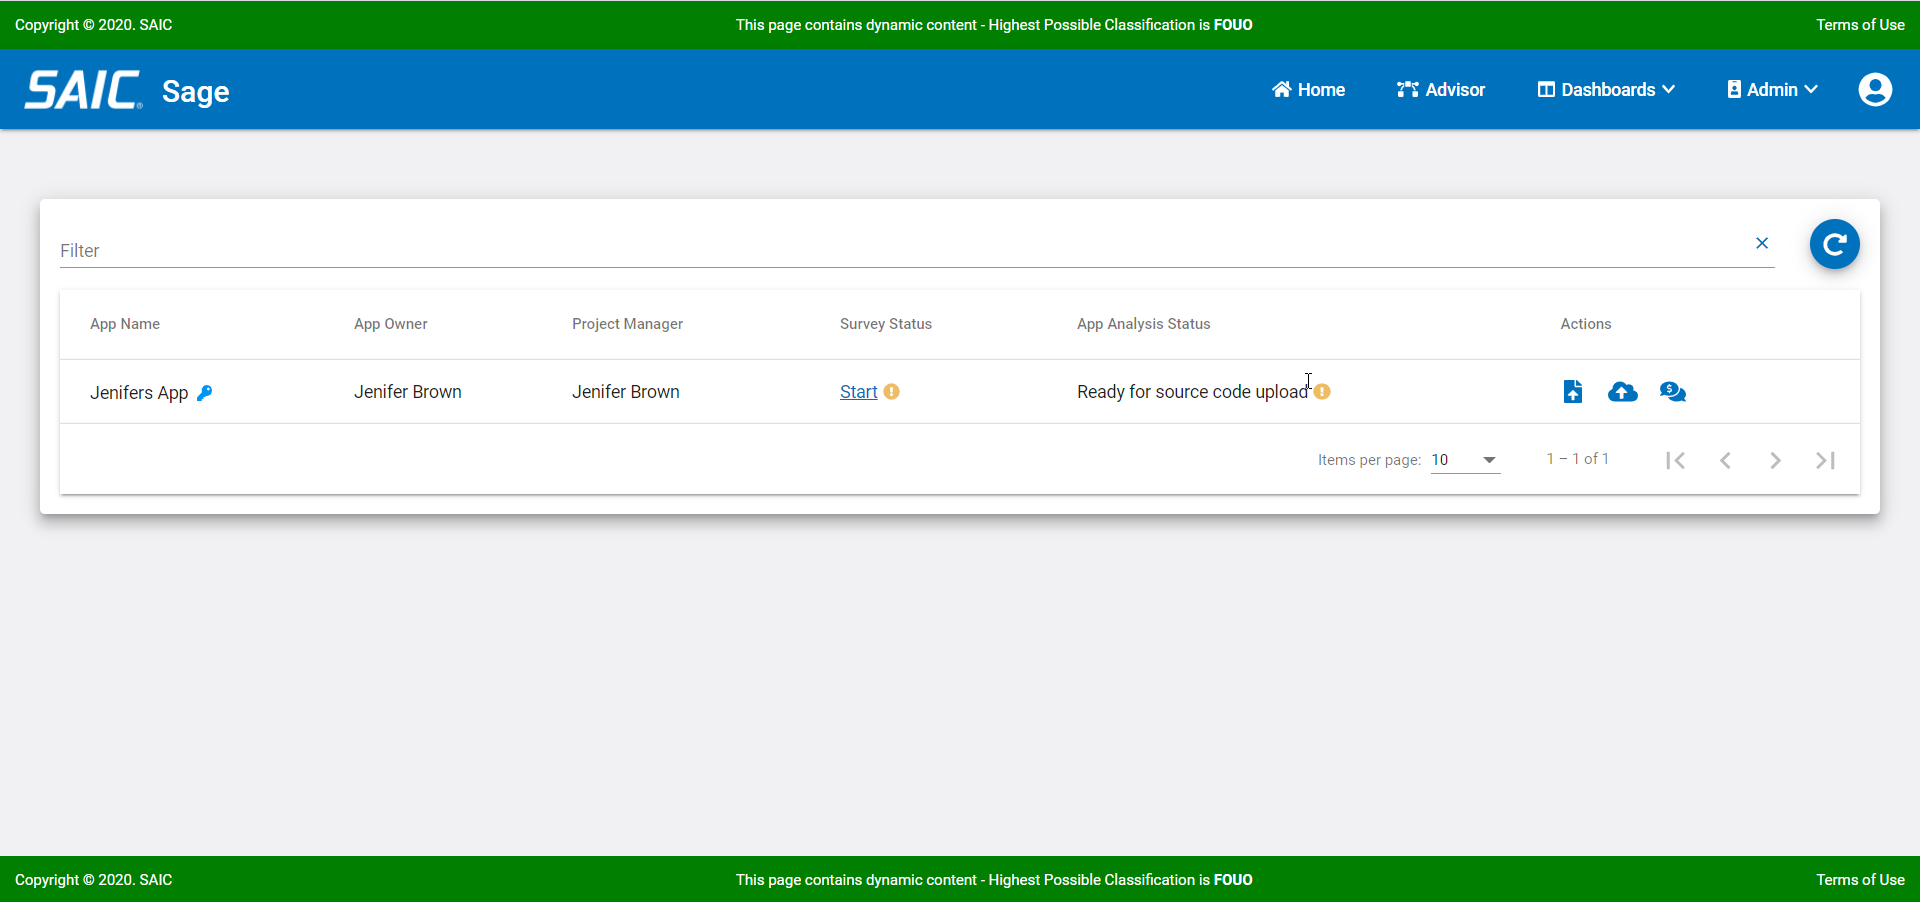 Copyright © 2020. SAIC
This page contains dynamic content - Highest Possible Classification is FOUO
Terms of Use
SAIC® Sage
Home
Advisor
Dashboards
Admin
Filter
App Name App Owner Project Manager Survey Status App Analysis Status Actions
Jenifers App Jenifer Brown Jenifer Brown Start Ready for source code upload
Items per page: 10 1 – 1 of 1
Copyright © 2020. SAIC
This page contains dynamic content - Highest Possible Classification is FOUO
Terms of Use